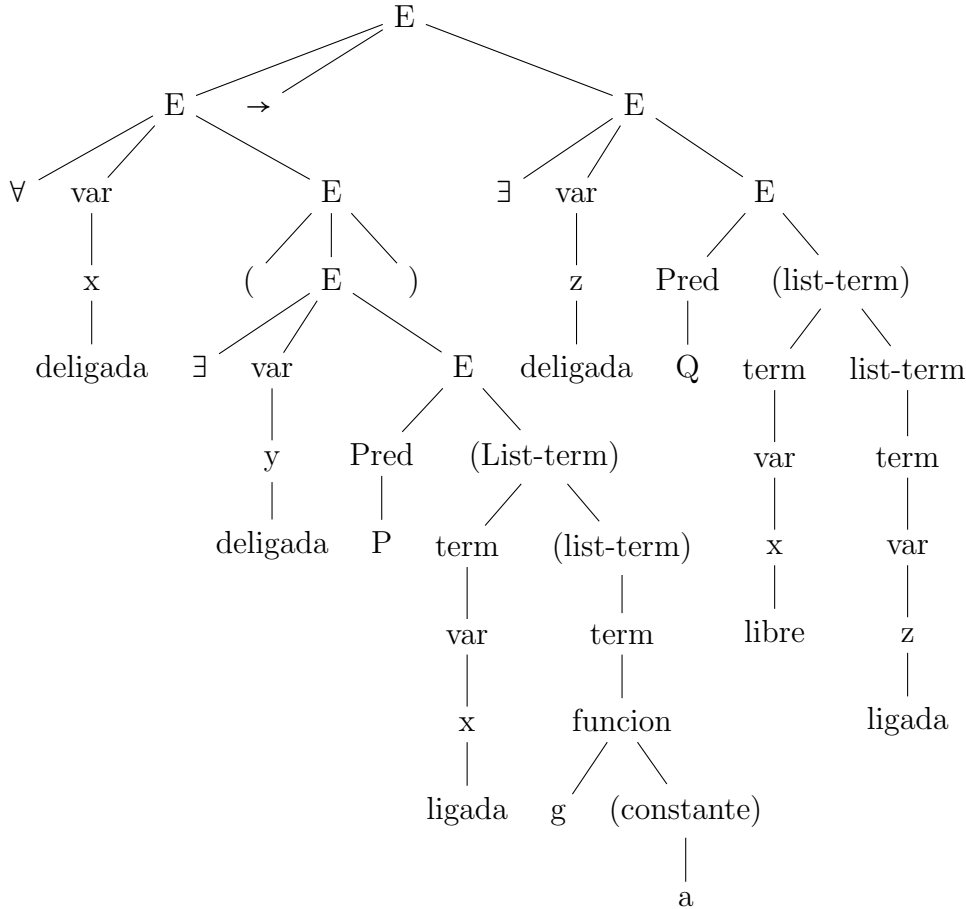 E
E → E
∀ var E ∃ var E
x ( E ) z Pred (list-term)
deligada ∃ var E deligada Q term list-term
y Pred (List-term) var term
deligada P term (list-term) x var
var term libre z
x funcion ligada
ligada g (constante)
a